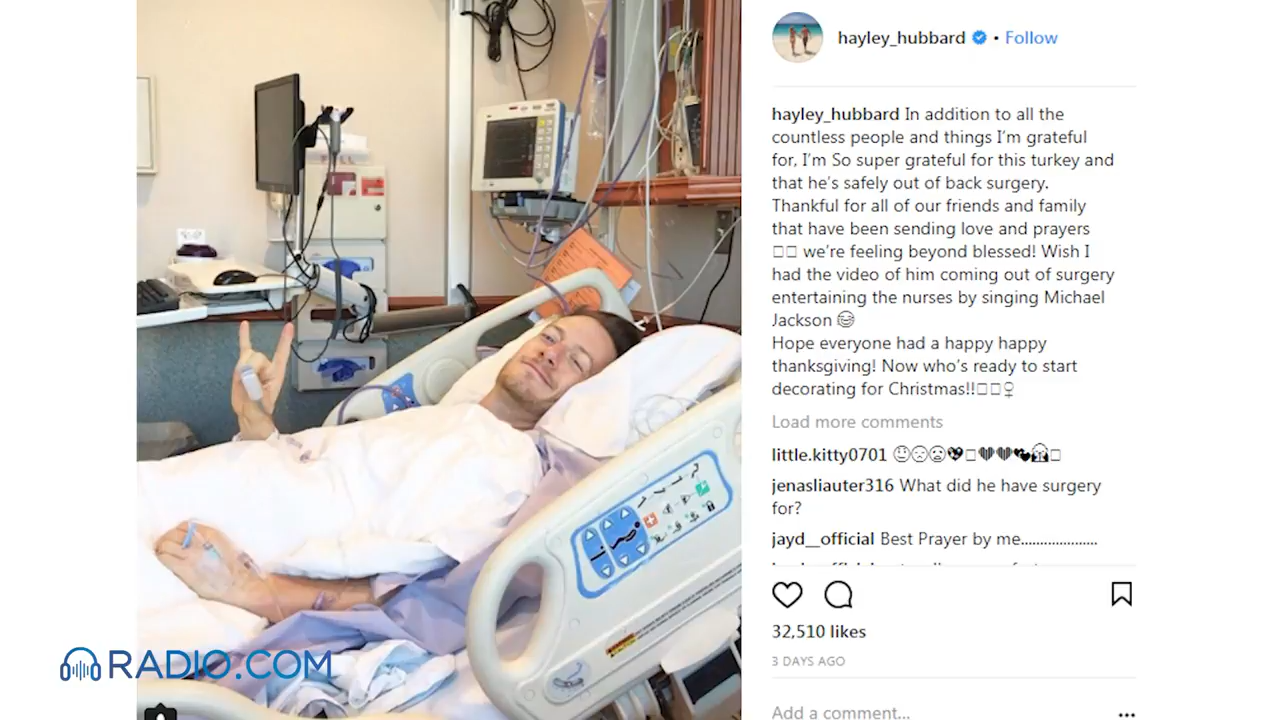 hayley_hubbard • Follow
hayley_hubbard In addition to all the
countless people and things I'm grateful
for, I'm So super grateful for this turkey and
that he's safely out of back surgery.
Thankful for all of our friends and family
that have been sending love and prayers
□□ we're feeling beyond blessed! Wish I
had the video of him coming out of surgery
entertaining the nurses by singing Michael
Jackson 😂
Hope everyone had a happy happy
thanksgiving! Now who's ready to start
decorating for Christmas!!□□♀
Load more comments
little.kitty0701
jenasliauter316 What did he have surgery
for?
jayd__official Best Prayer by me.....................
32,510 likes
3 DAYS AGO
Add a comment...
RADIO.COM